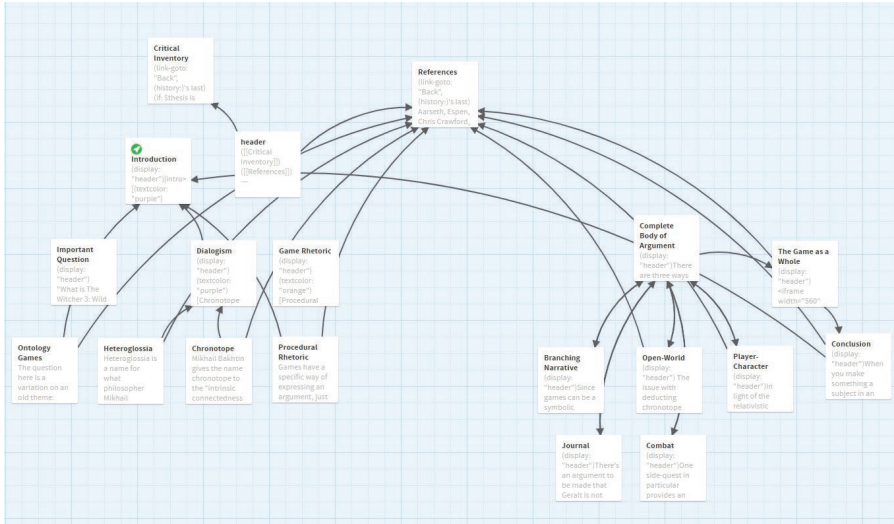 Critical
Inventory
(link-goto:
"Back",
(history:)'s last)
(if: $thesis is
References
(link-goto:
"Back",
(history:)'s last)
Aarseth, Espen,
Chris Crawford,
header
([[Critical
Inventory]])
([[References]])
—
Introduction
(display:
"header")|intro>
[(textcolor:
"purple")
Important
Question
(display:
"header")
"What is The
Witcher 3: Wild
Dialogism
(display:
"header")
(textcolor:
"purple")
[Chronotope
Game Rhetoric
(display:
"header")
(textcolor:
"orange")
[Procedural
Complete
Body of
Argument
(display:
"header")There
are three ways
The Game as a
Whole
(display:
"header")
<iframe
width="560"
Ontology
Games
The question
here is a
variation on an
old theme:
Heteroglossia
Heteroglossia is
a name for
what
philosopher
Mikhail
Chronotope
Mikhail Bakhtin
gives the name
chronotope to
the "intrinsic
connectedness
Procedural
Rhetoric
Games have a
specific way of
expressing an
argument, just
Branching
Narrative
(display:
"header")Since
games can be a
symbolic
Open-World
(display:
"header") The
issue with
deducting
chronotope
Player-
Character
(display:
"header")In
light of the
relativistic
Conclusion
(display:
"header")When
you make
something a
subject in an
Journal
(display:
"header")There's
an argument to
be made that
Geralt is not
Combat
(display:
"header")One
side-quest in
particular
provides an